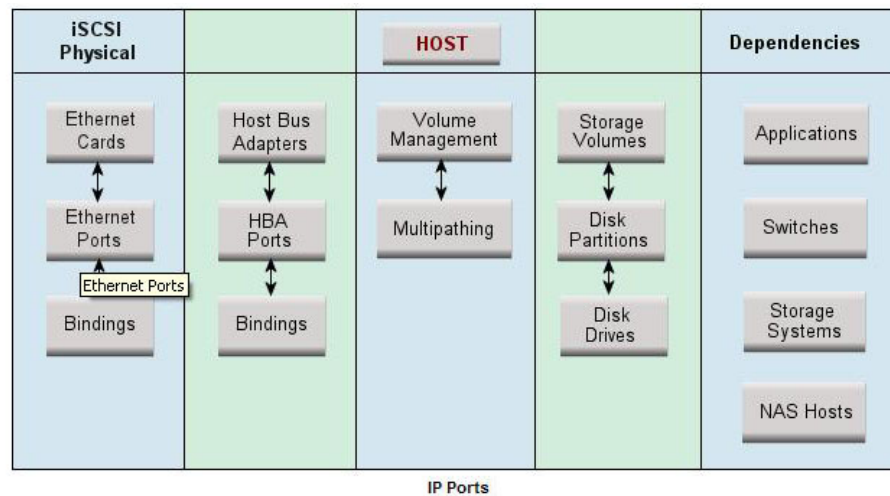 iSCSI
Physical
HOST
Dependencies
Ethernet
Cards
Host Bus
Adapters
Volume
Management
Storage
Volumes
Applications
Ethernet
Ports
HBA
Ports
Multipathing
Disk
Partitions
Switches
Ethernet Ports
Bindings
Bindings
Disk
Drives
Storage
Systems
NAS Hosts
IP Ports